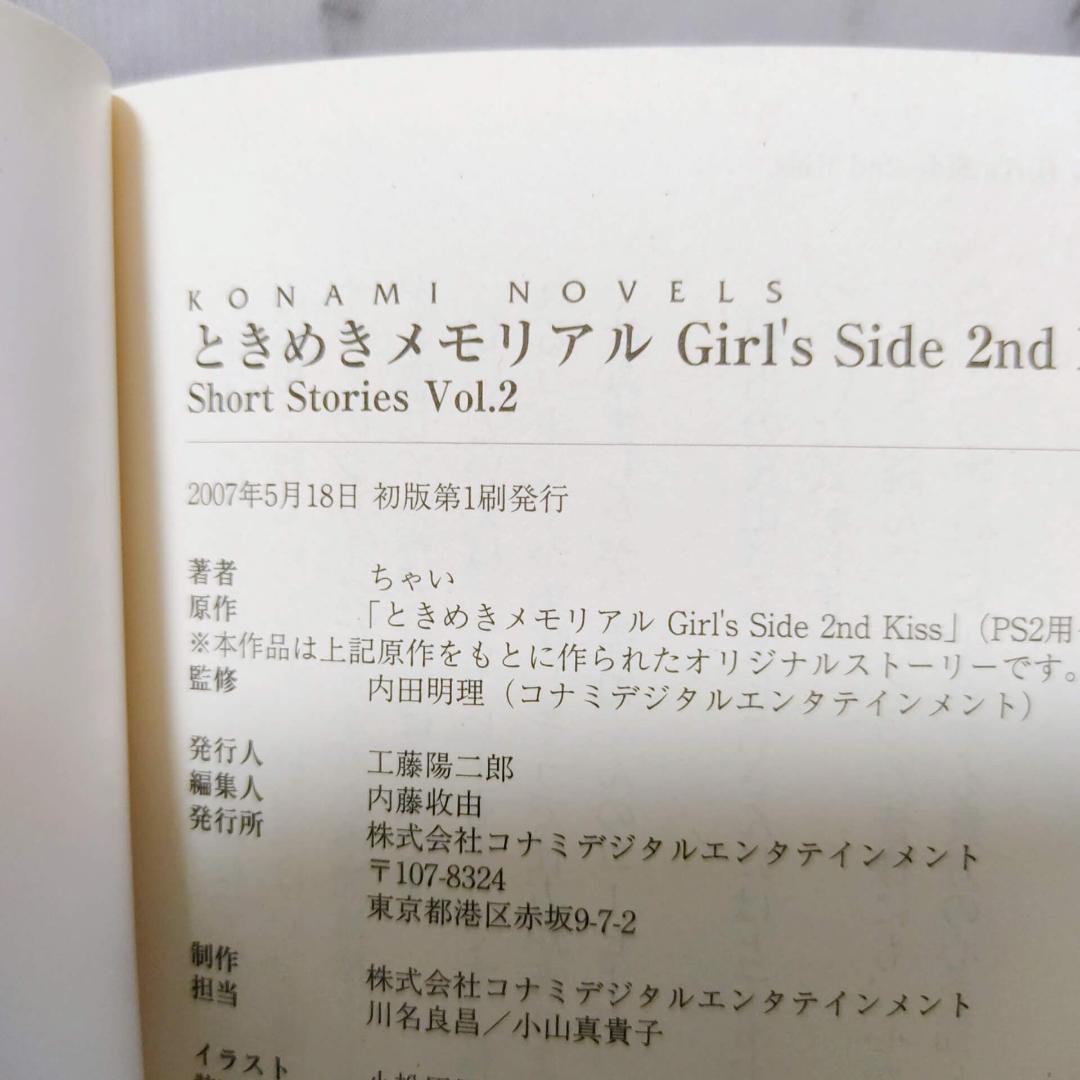 KONAMI NOVELS
ときめきメモリアル Girl's Side 2nd
Short Stories Vol.2
2007年5月18日 初版第1刷発行
著者 ちゃい
原作 「ときめきメモリアル Girl's Side 2nd Kiss」（PS2用
※本作品は上記原作をもとに作られたオリジナルストーリーです。
監修 内田明理（コナミデジタルエンタテインメント）
発行人 工藤陽二郎
編集人 内藤收由
発行所 株式会社コナミデジタルエンタテインメント
〒107-8324
東京都港区赤坂9-7-2
制作 株式会社コナミデジタルエンタテインメント
担当 川名良昌／小山真貴子
イラスト